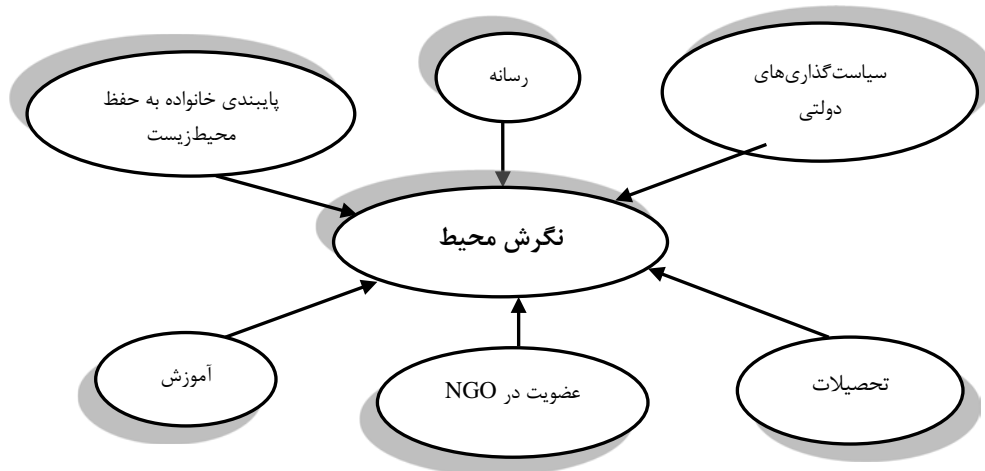 رسانه
سیاست‌گذاری‌های
دولتی
پایبندی خانواده به حفظ
محیط‌زیست
نگرش محیط
آموزش
عضویت در NGO
تحصیلات